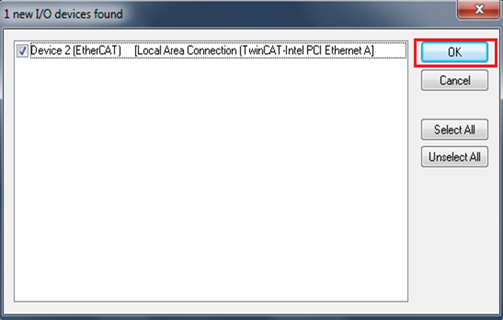 1 new I/O devices found
Device 2 (EtherCAT) [Local Area Connection (TwinCAT-Intel PCI Ethernet A]
OK
Cancel
Select All
Unselect All